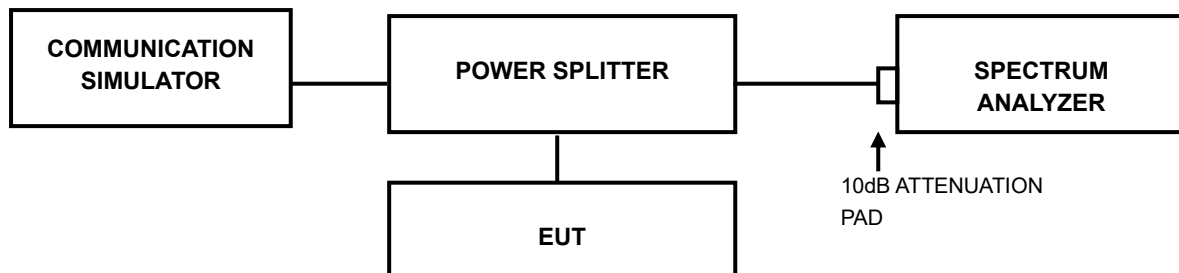 COMMUNICATION
SIMULATOR
POWER SPLITTER
SPECTRUM
ANALYZER
10dB ATTENUATION
PAD
EUT